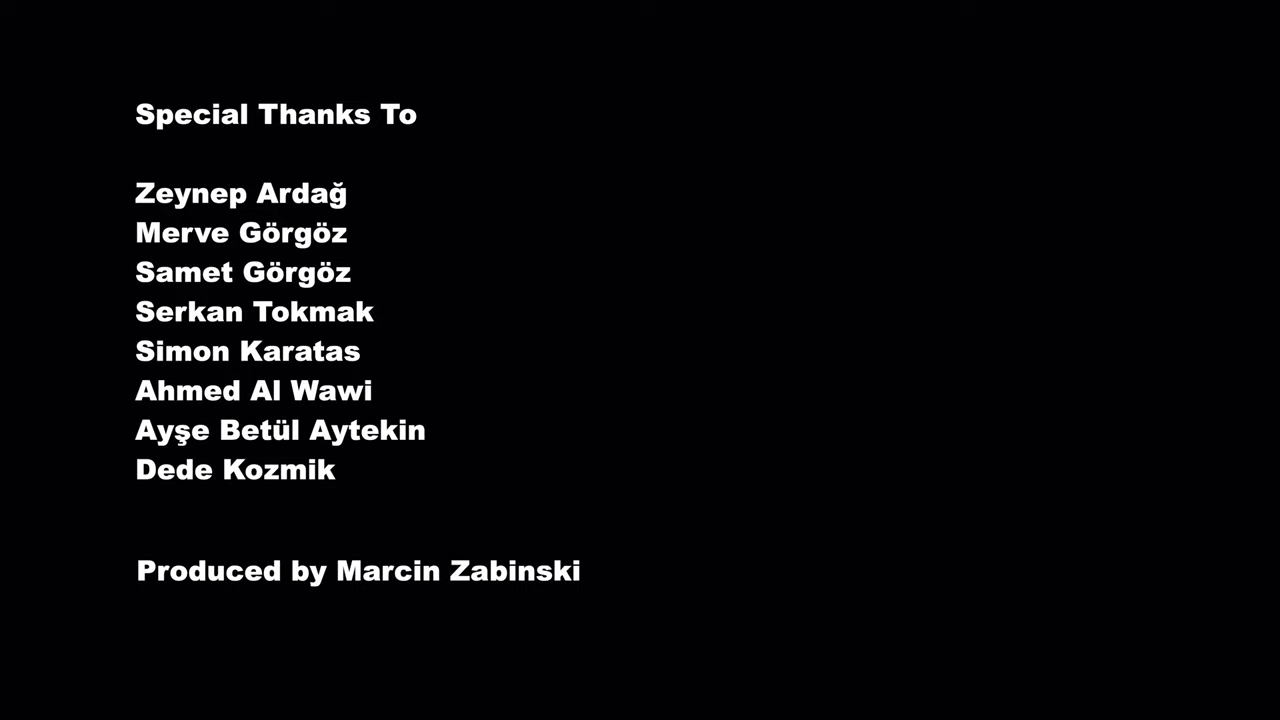 Special Thanks To
Zeynep Ardağ
Merve Görgöz
Samet Görgöz
Serkan Tokmak
Simon Karatas
Ahmed Al Wawi
Ayşe Betül Aytekin
Dede Kozmik
Produced by Marcin Zabinski